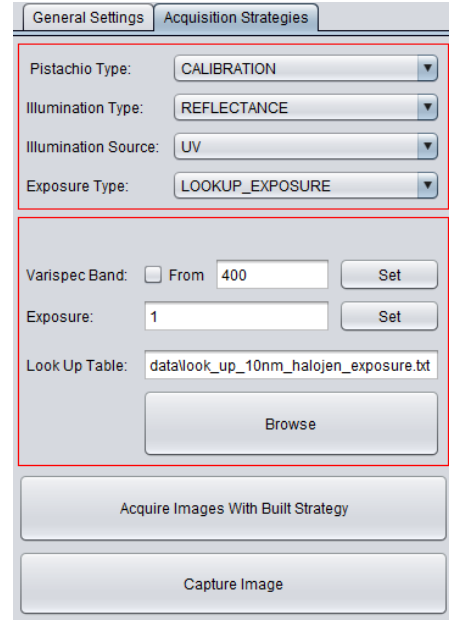 General Settings Acquisition Strategies
Pistachio Type: CALIBRATION
Illumination Type: REFLECTANCE
Illumination Source: UV
Exposure Type: LOOKUP_EXPOSURE
Varispec Band: From 400 Set
Exposure: 1 Set
Look Up Table: data\look_up_10nm_halojen_exposure.txt
Browse
Acquire Images With Built Strategy
Capture Image